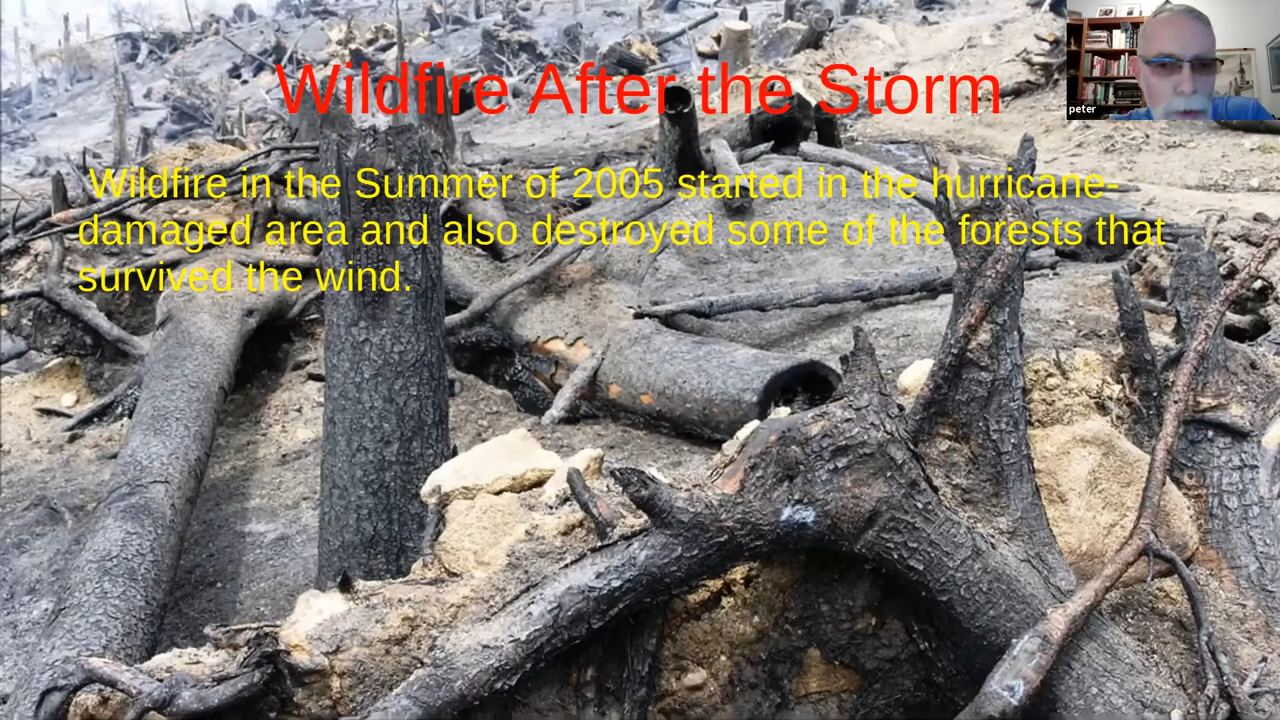 Wildfire After the Storm
peter
Wildfire in the Summer of 2005 started in the hurricane-
damaged area and also destroyed some of the forests that
survived the wind.